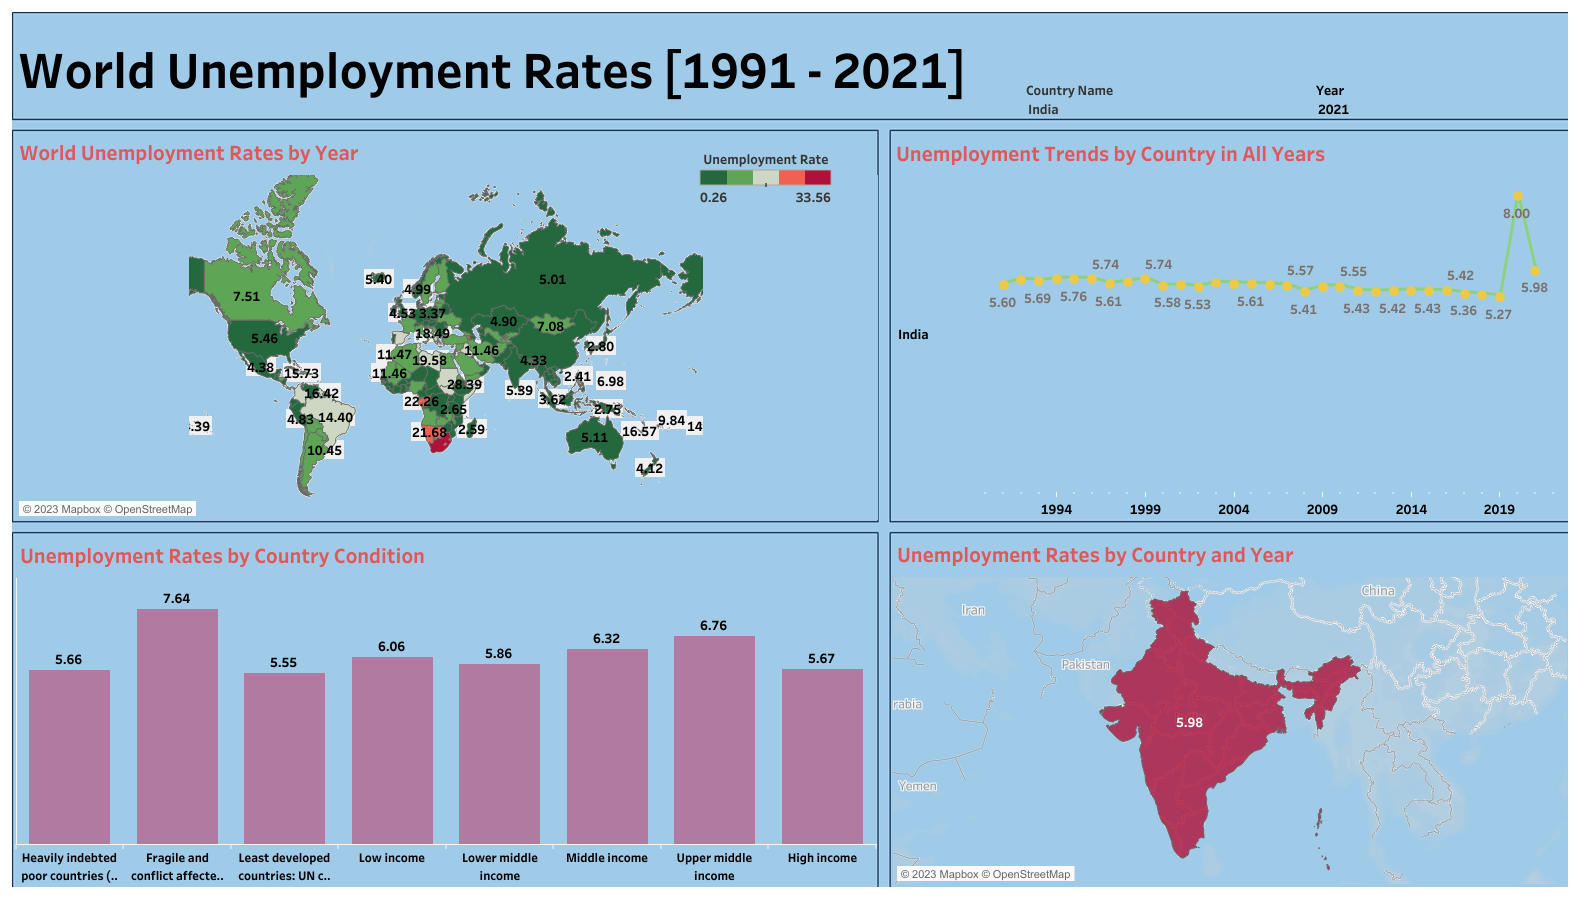 World Unemployment Rates [1991 - 2021]
Country Name
India
Year
2021
World Unemployment Rates by Year
Unemployment Rate
0.26 33.56
7.51
5.40
4.99
5.01
5.46
4.53 3.37
4.90
7.08
18.49
4.38
15.73
11.47 19.58
11.46
2.80
11.46
28.39
4.33
5.39
2.41
6.98
16.42
22.26
2.65
3.62
2.75
4.83 14.40
.39
21.68
2.59
5.11
16.57
9.84
14
10.45
4.12
© 2023 Mapbox © OpenStreetMap
Unemployment Trends by Country in All Years
8.00
5.74 5.74 5.57 5.55 5.42
5.98
5.60 5.69 5.76 5.61 5.58 5.53 5.61 5.41 5.43 5.42 5.43 5.36 5.27
India
1994 1999 2004 2009 2014 2019
Unemployment Rates by Country Condition
5.66
7.64
5.55
6.06
5.86
6.32
6.76
5.67
Heavily indebted
poor countries (..
Fragile and
conflict affecte..
Least developed
countries: UN c..
Low income
Lower middle
income
Middle income
Upper middle
income
High income
Unemployment Rates by Country and Year
China
Iran
Pakistan
rabia
5.98
Yemen
© 2023 Mapbox © OpenStreetMap